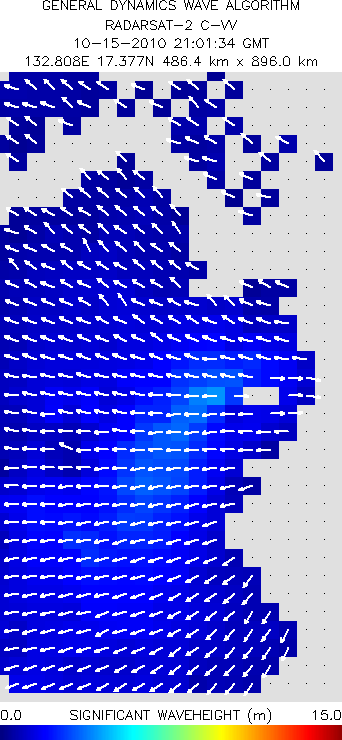 GENERAL DYNAMICS WAVE ALGORITHM
RADARSAT-2 C-VV
10-15-2010 21:01:34 GMT
132.808E 17.377N 486.4 km x 896.0 km
0.0 SIGNIFICANT WAVEHEIGHT (m) 15.0